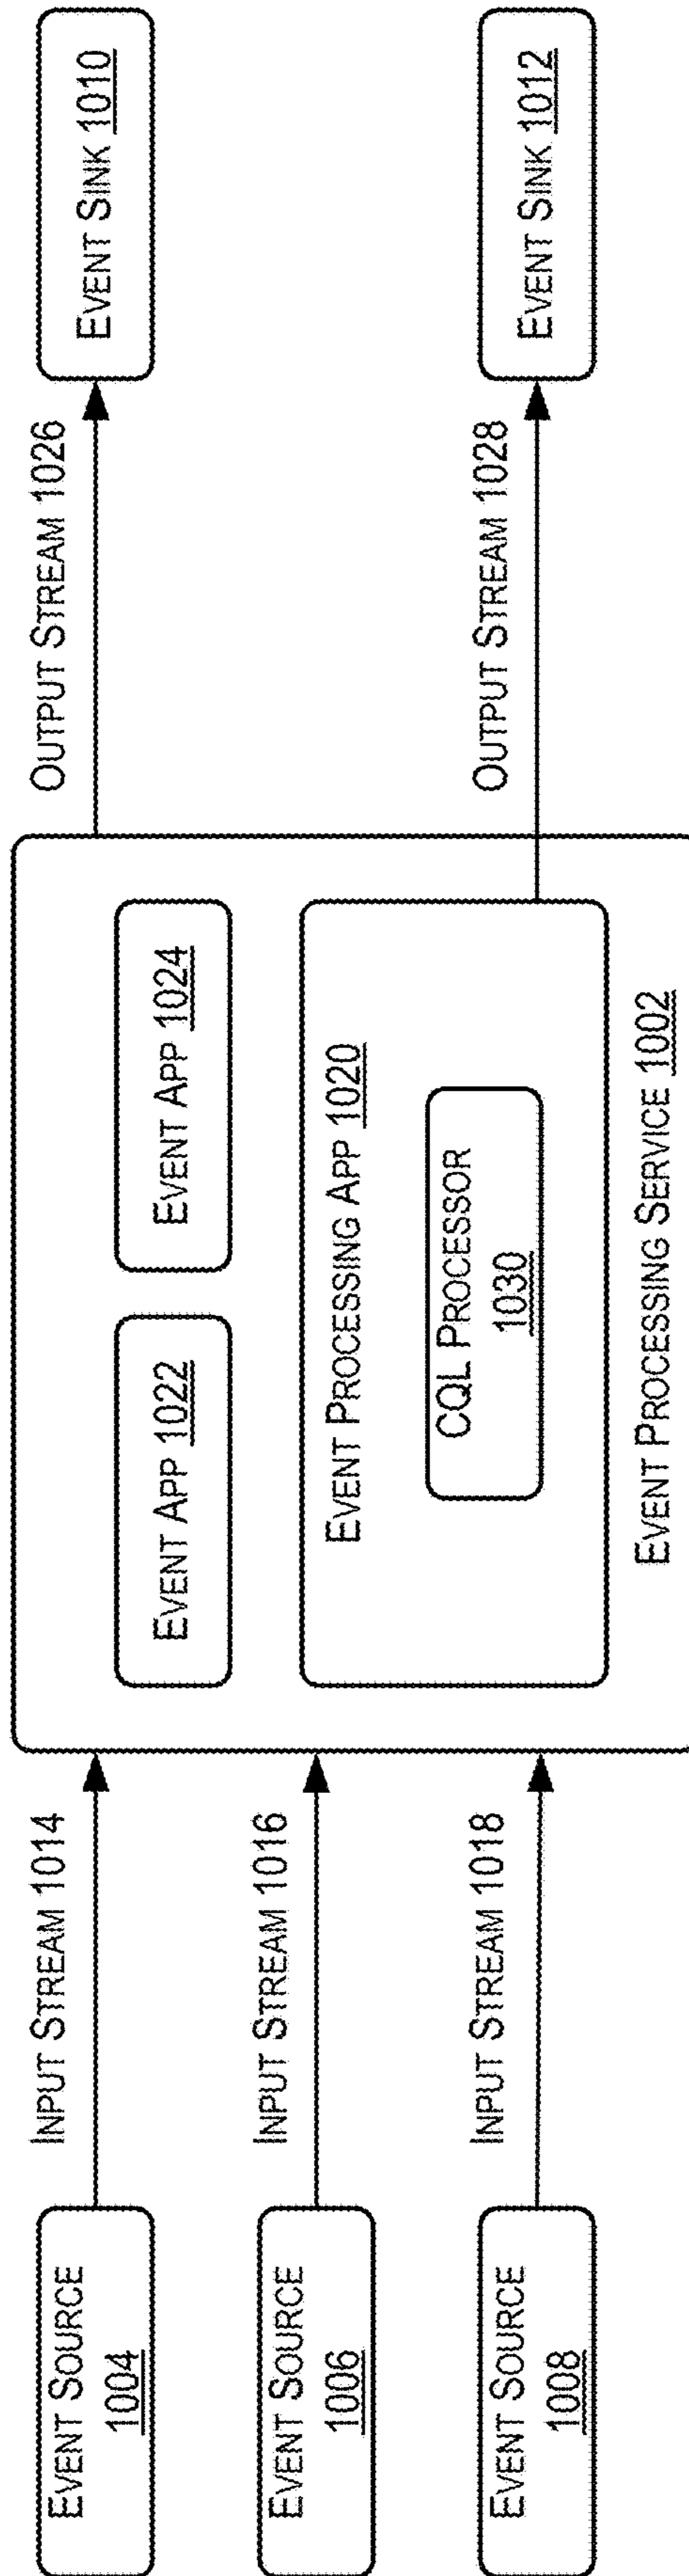 EVENT SOURCE
1004
EVENT SOURCE
1006
EVENT SOURCE
1008
INPUT STREAM 1014
INPUT STREAM 1016
INPUT STREAM 1018
EVENT APP 1022
EVENT APP 1024
EVENT PROCESSING APP 1020
CQL PROCESSOR
1030
EVENT PROCESSING SERVICE 1002
OUTPUT STREAM 1026
OUTPUT STREAM 1028
EVENT SINK 1010
EVENT SINK 1012